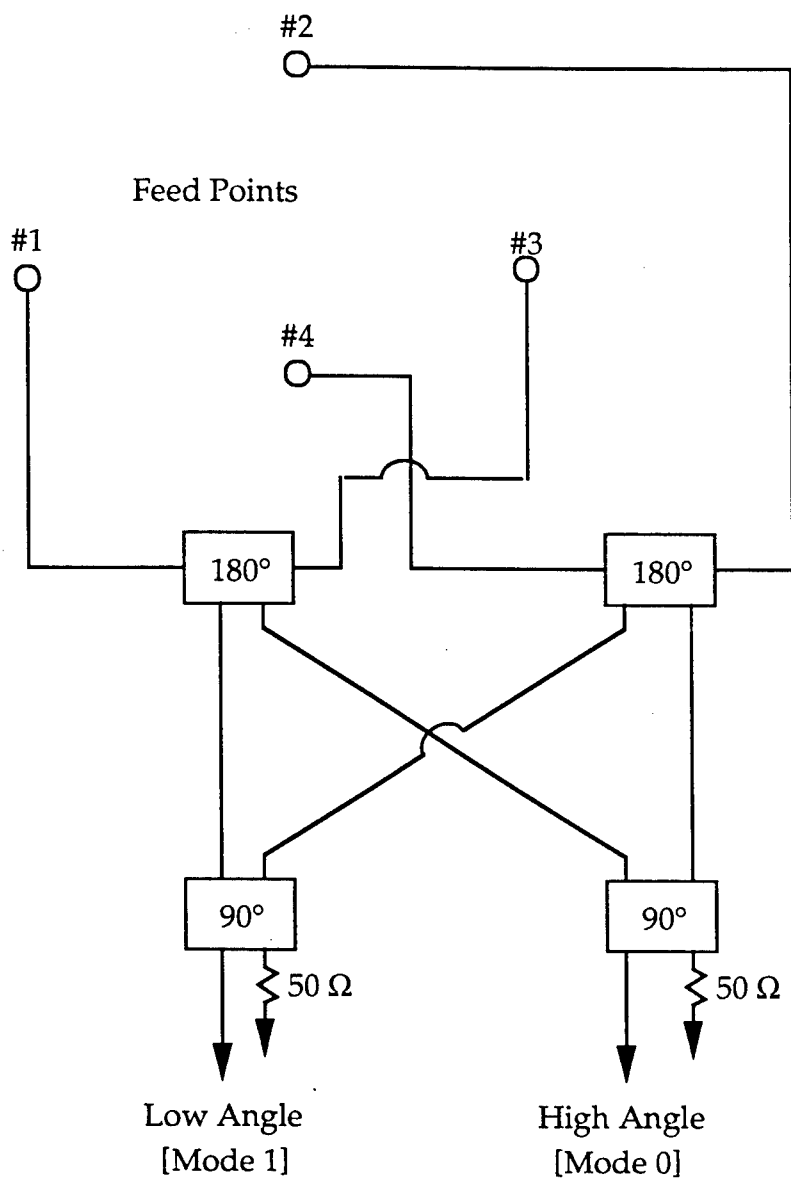 #2
Feed Points
#1
#3
#4
180°
180°
90°
90°
50 Ω
50 Ω
Low Angle
[Mode 1]
High Angle
[Mode 0]